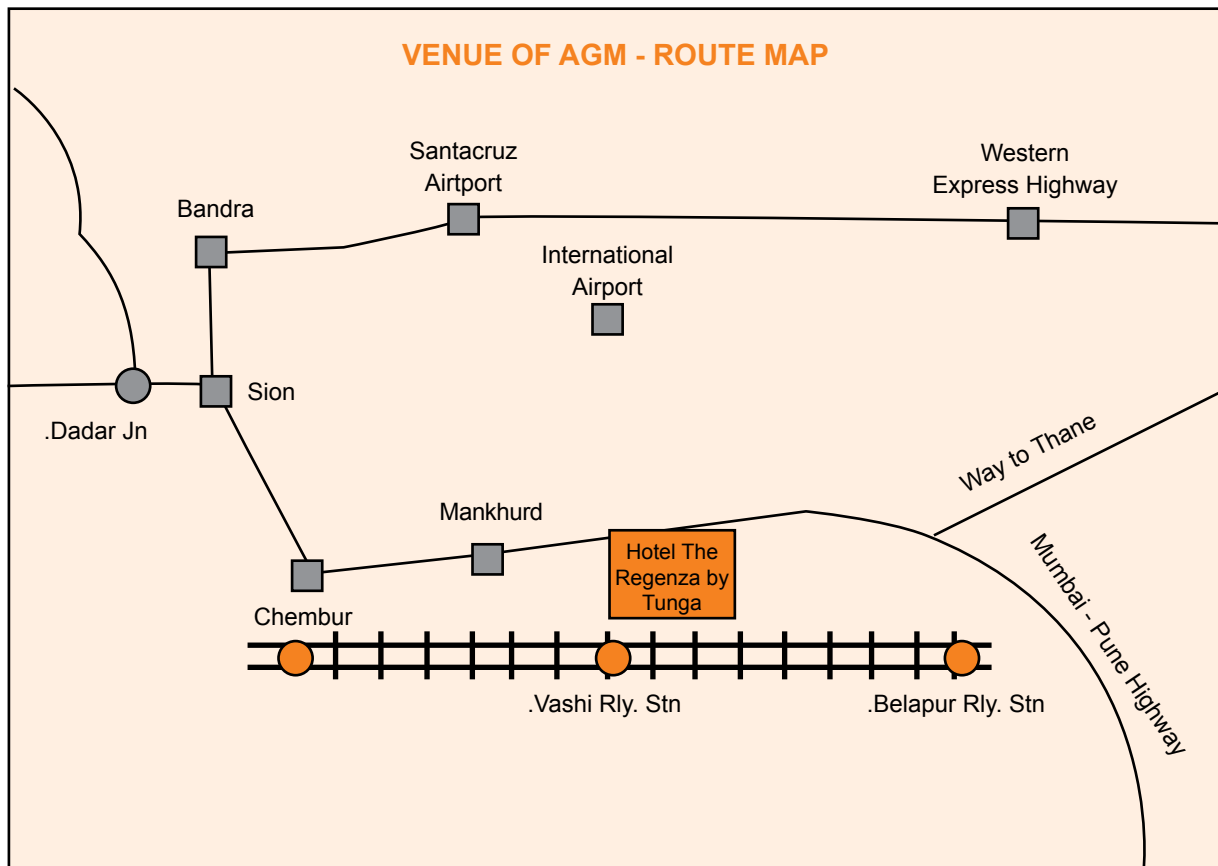 VENUE OF AGM - ROUTE MAP
Santacruz
Airtport
Western
Express Highway
Bandra
International
Airport
Sion
.Dadar Jn
Way to Thane
Mankhurd
Hotel The
Regenza by
Tunga
Mumbai - Pune Highway
Chembur
.Vashi Rly. Stn
.Belapur Rly. Stn